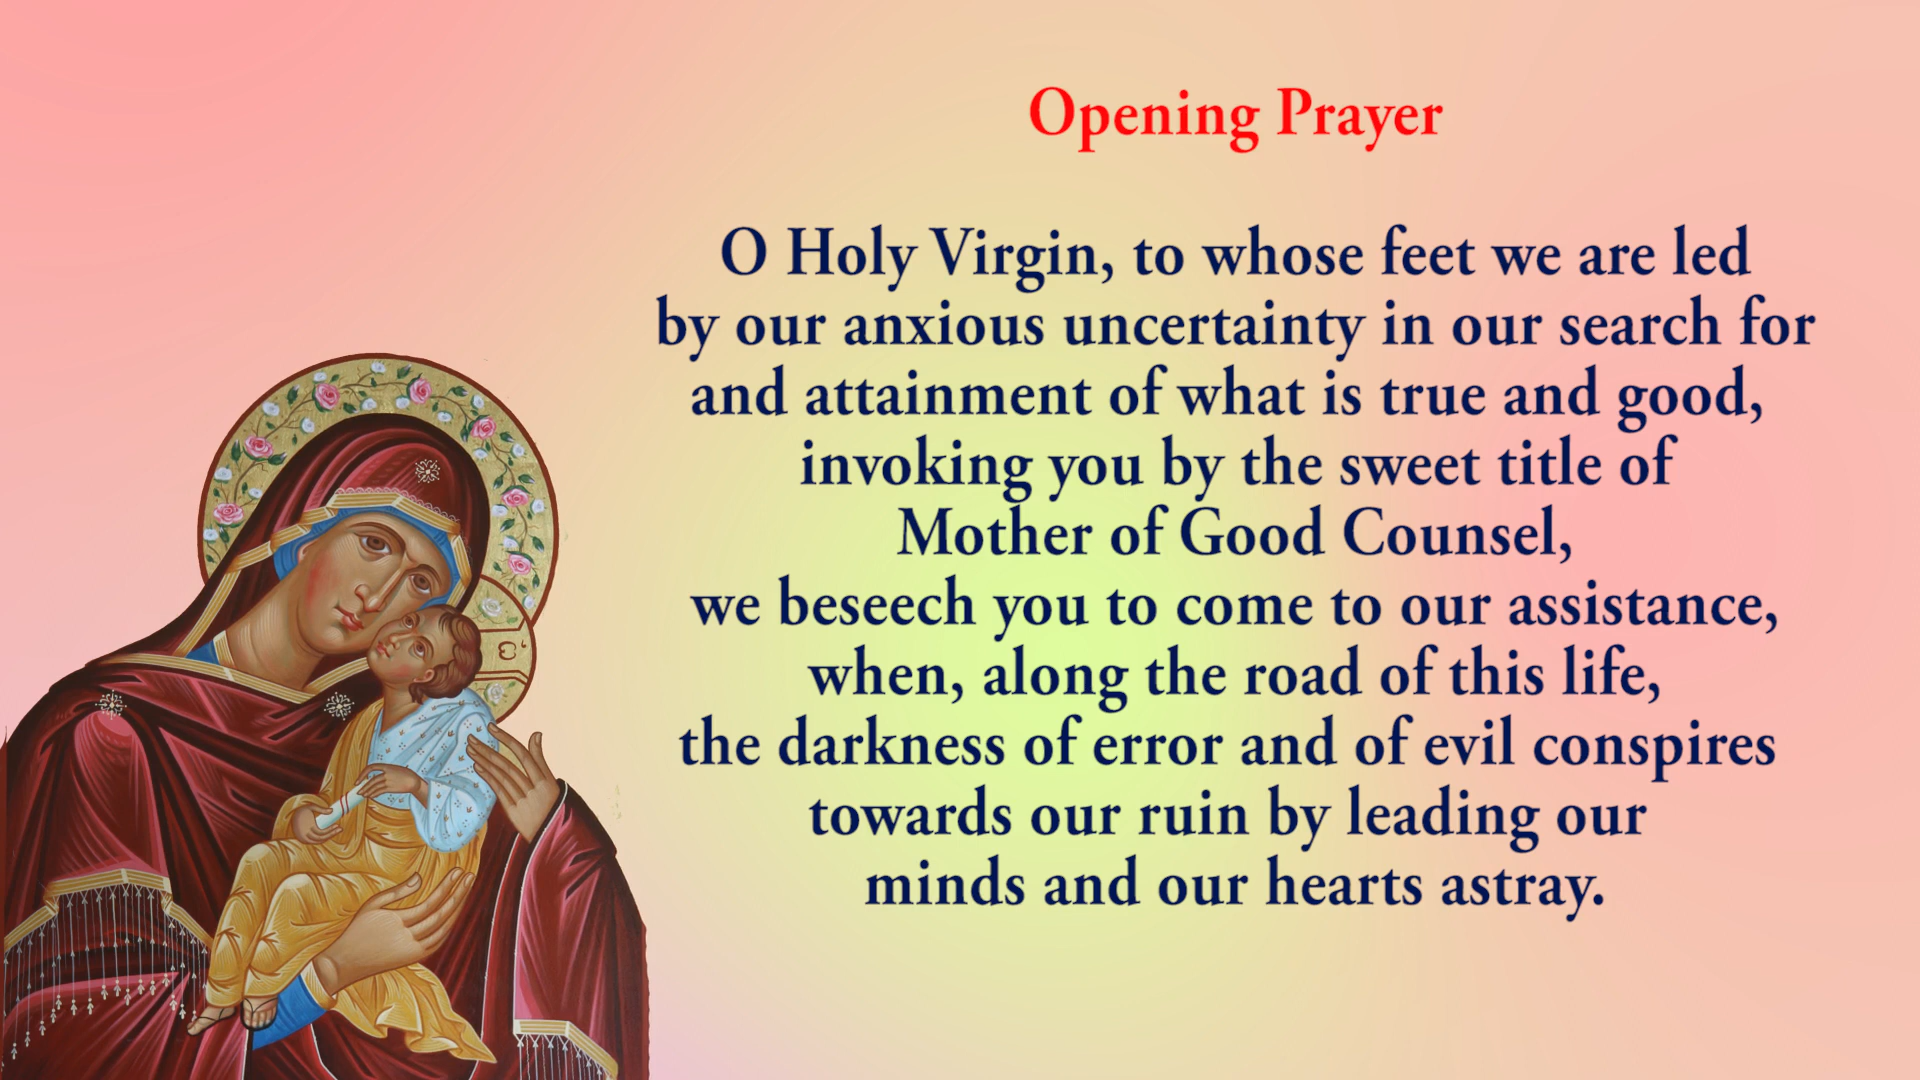 Opening Prayer
O Holy Virgin, to whose feet we are led
by our anxious uncertainty in our search for
and attainment of what is true and good,
invoking you by the sweet title of
Mother of Good Counsel,
we beseech you to come to our assistance,
when, along the road of this life,
the darkness of error and of evil conspires
towards our ruin by leading our
minds and our hearts astray.